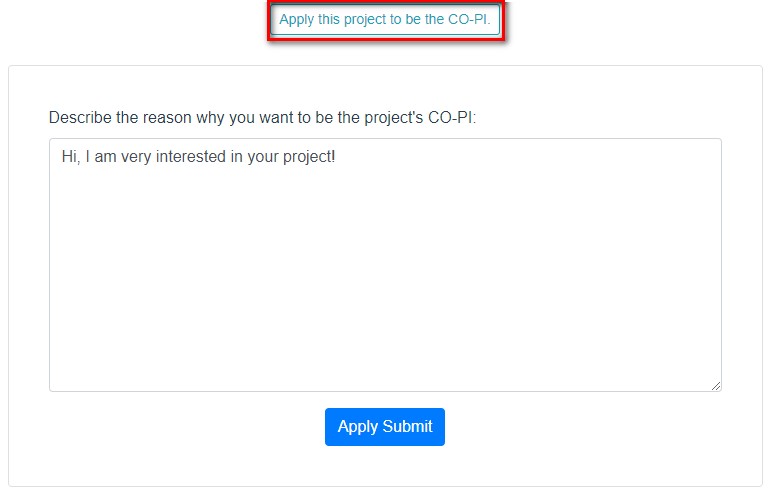 Apply this project to be the CO-PI.
Describe the reason why you want to be the project's CO-PI:
Hi, I am very interested in your project!
Apply Submit